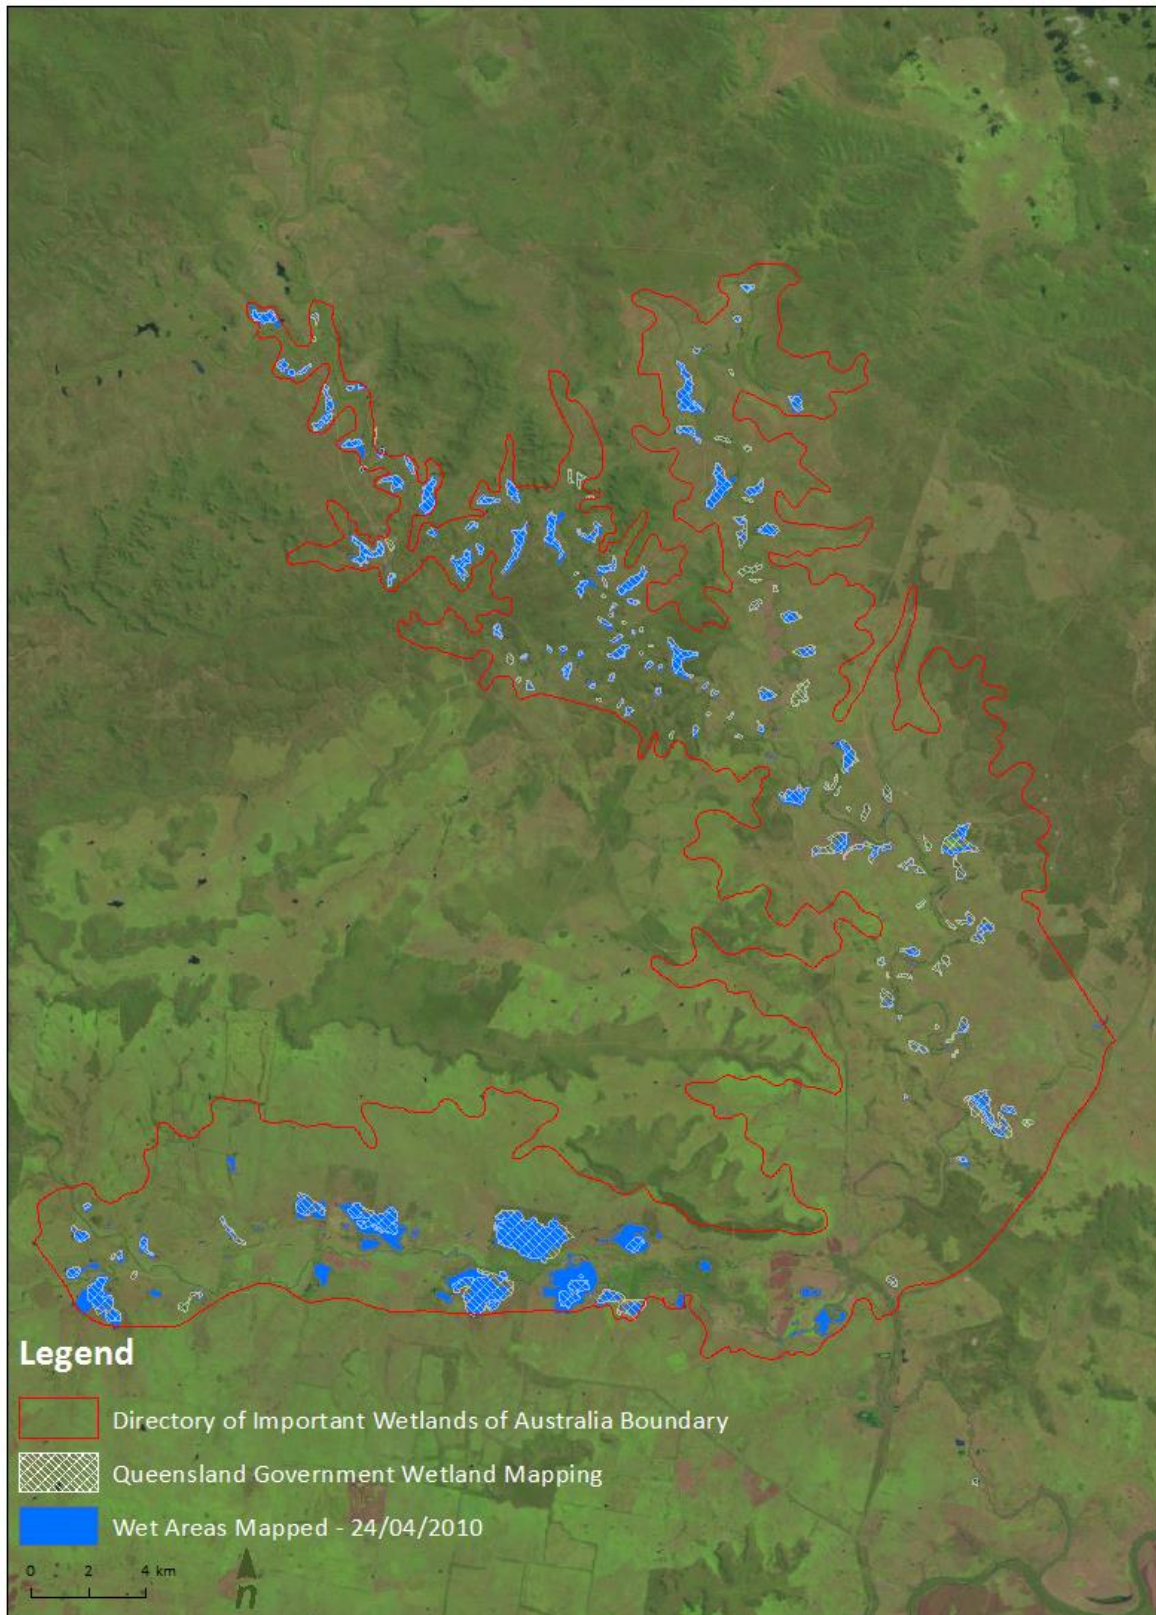 Legend
Directory of Important Wetlands of Australia Boundary
Queensland Government Wetland Mapping
Wet Areas Mapped - 24/04/2010
0 2 4 km
n